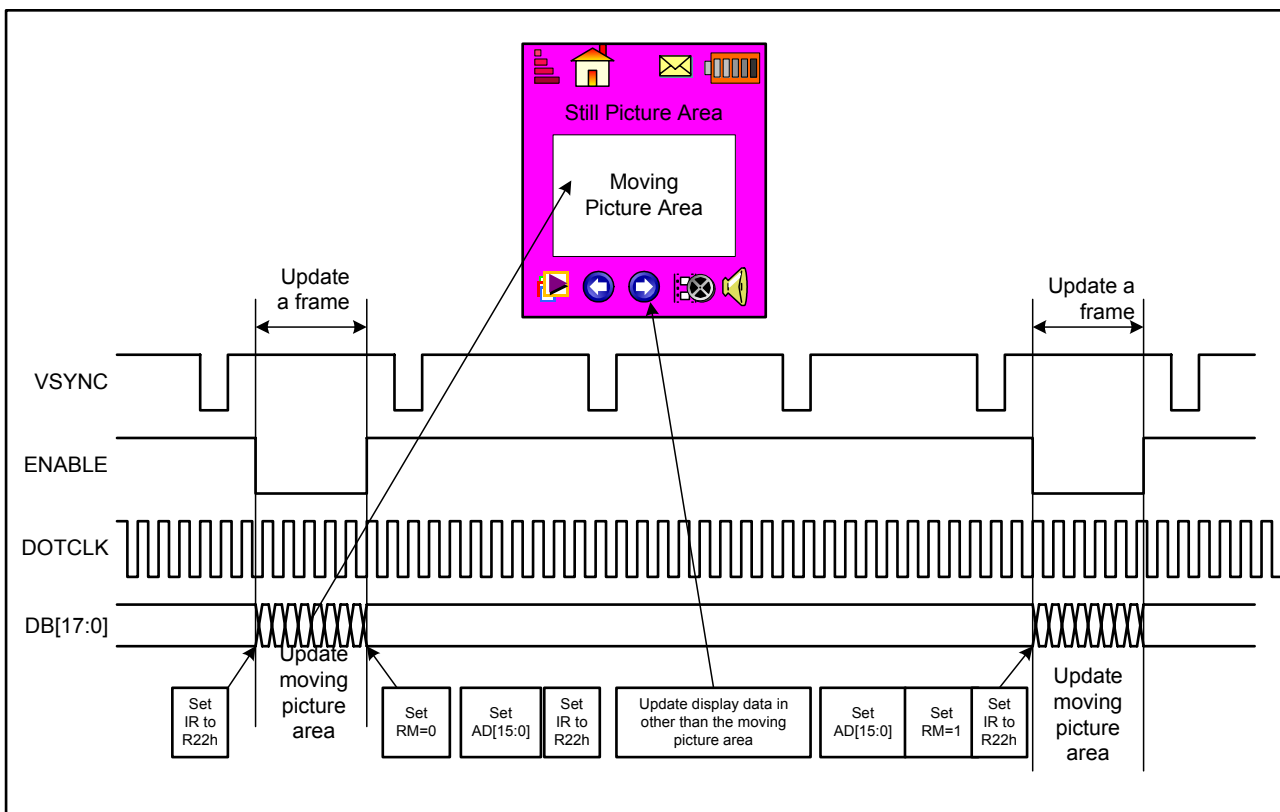 Still Picture Area
Moving
Picture Area
Update
a frame
Update a
frame
VSYNC
ENABLE
DOTCLK
DB[17:0]
Update
moving
picture
area
Update
moving
picture
area
Set
IR to
R22h
Set
RM=0
Set
AD[15:0]
Set
IR to
R22h
Update display data in
other than the moving
picture area
Set
AD[15:0]
Set
RM=1
Set
IR to
R22h